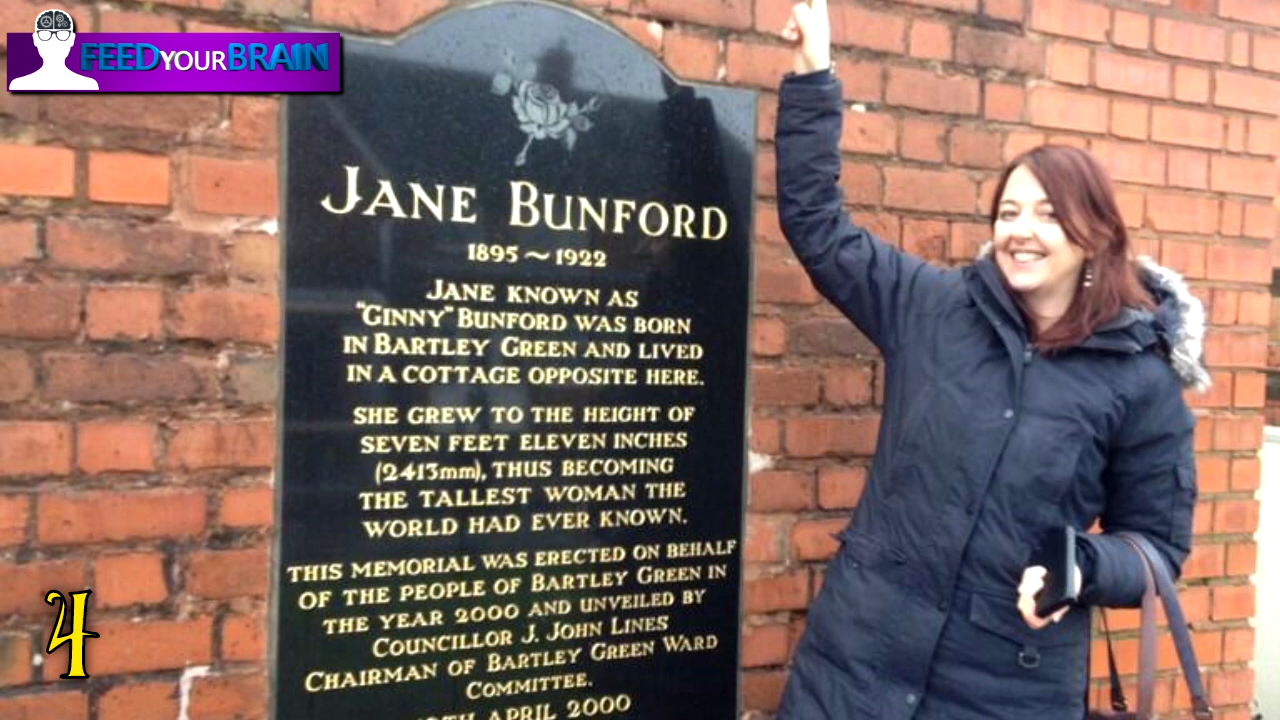 FEEDYOURBRAIN
JANE BUNFORD
1895 ~ 1922
JANE KNOWN AS
"GINNY" BUNFORD WAS BORN
IN BARTLEY GREEN AND LIVED
IN A COTTAGE OPPOSITE HERE.
SHE GREW TO THE HEIGHT OF
SEVEN FEET ELEVEN INCHES
(2413mm), THUS BECOMING
THE TALLEST WOMAN THE
WORLD HAD EVER KNOWN.
THIS MEMORIAL WAS ERECTED ON BEHALF
OF THE PEOPLE OF BARTLEY GREEN IN
THE YEAR 2000 AND UNVEILED BY
COUNCILLOR J. JOHN LINES
CHAIRMAN OF BARTLEY GREEN WARD
COMMITTEE.
APRIL 2000
4